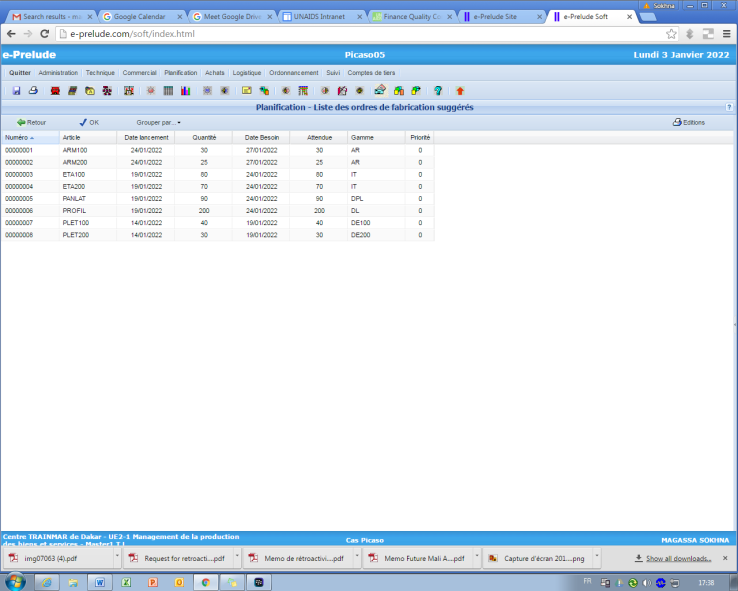 Sokhna
Search results - ma
Google Calendar
Meet Google Drive
UNAIDS Intranet
Finance Quality Co
e-Prelude Site
e-Prelude Soft
e-prelude.com/soft/index.html
e-Prelude Picaso05 Lundi 3 Janvier 2022
Quitter Administration Technique Commercial Planification Achats Logistique Ordonnancement Suivi Comptes de tiers
Planification - Liste des ordres de fabrication suggérés ?
Retour OK Grouper par... Editions
Numéro Article Date lancement Quantité Date Besoin Attendue Gamme Priorité
00000001 ARM100 24/01/2022 30 27/01/2022 30 AR 0
00000002 ARM200 24/01/2022 25 27/01/2022 25 AR 0
00000003 ETA100 19/01/2022 80 24/01/2022 80 IT 0
00000004 ETA200 19/01/2022 70 24/01/2022 70 IT 0
00000005 PANLAT 19/01/2022 90 24/01/2022 90 DPL 0
00000006 PROFIL 19/01/2022 200 24/01/2022 200 DL 0
00000007 PLET100 14/01/2022 40 19/01/2022 40 DE100 0
00000008 PLET200 14/01/2022 30 19/01/2022 30 DE200 0
Centre TRAINMAR de Dakar - UE2-1 Management de la production
des biens et services - Master1 T L
Cas Picaso
MAGASSA SOKHNA
img07063 (4).pdf
Request for retroacti....pdf
Memo de rétroactivi....pdf
Memo Future Mali A....pdf
Capture d'écran 201....png
Show all downloads...
FR 17:38